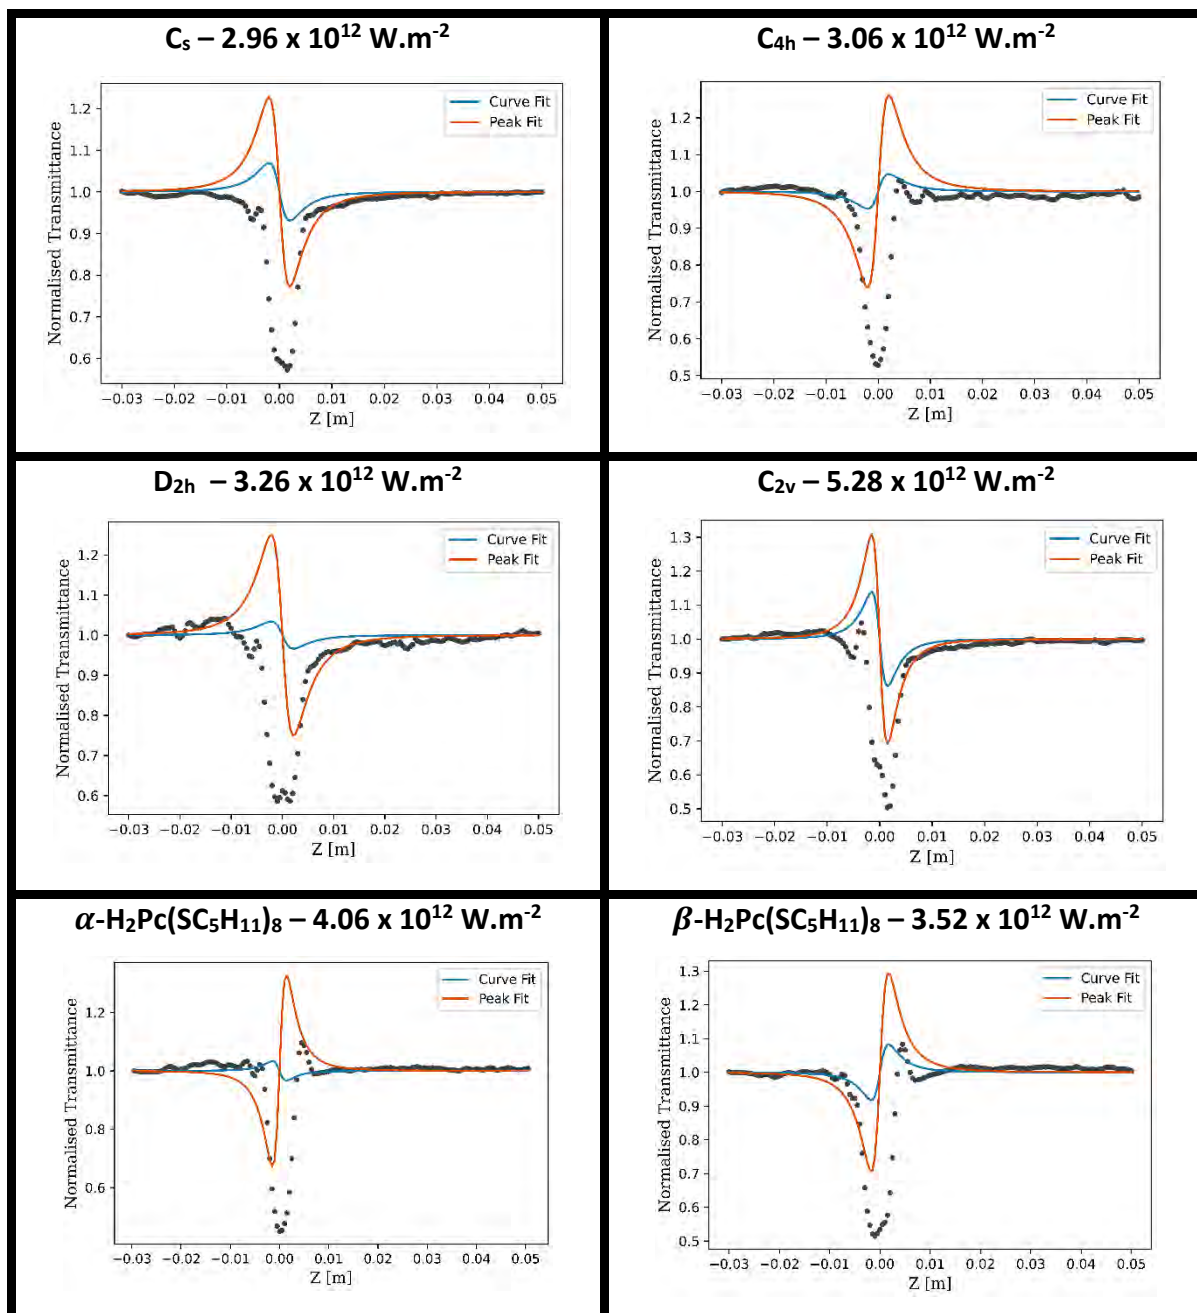 Cₛ – 2.96 x 10¹² W.m⁻²
Normalised Transmittance
1.2
1.1
1.0
0.9
0.8
0.7
0.6
Curve Fit
Peak Fit
−0.03 −0.02 −0.01 0.00 0.01 0.02 0.03 0.04 0.05
Z [m]
C₄ₕ – 3.06 x 10¹² W.m⁻²
Normalised Transmittance
1.2
1.1
1.0
0.9
0.8
0.7
0.6
0.5
Curve Fit
Peak Fit
−0.03 −0.02 −0.01 0.00 0.01 0.02 0.03 0.04 0.05
Z [m]
D₂ₕ – 3.26 x 10¹² W.m⁻²
Normalised Transmittance
1.2
1.1
1.0
0.9
0.8
0.7
0.6
Curve Fit
Peak Fit
−0.03 −0.02 −0.01 0.00 0.01 0.02 0.03 0.04 0.05
Z [m]
C₂ᵥ – 5.28 x 10¹² W.m⁻²
Normalised Transmittance
1.3
1.2
1.1
1.0
0.9
0.8
0.7
0.6
0.5
Curve Fit
Peak Fit
−0.03 −0.02 −0.01 0.00 0.01 0.02 0.03 0.04 0.05
Z [m]
α-H₂Pc(SC₅H₁₁)₈ – 4.06 x 10¹² W.m⁻²
Normalised Transmittance
1.2
1.0
0.8
0.6
Curve Fit
Peak Fit
−0.03 −0.02 −0.01 0.00 0.01 0.02 0.03 0.04 0.05
Z [m]
β-H₂Pc(SC₅H₁₁)₈ – 3.52 x 10¹² W.m⁻²
Normalised Transmittance
1.3
1.2
1.1
1.0
0.9
0.8
0.7
0.6
0.5
Curve Fit
Peak Fit
−0.03 −0.02 −0.01 0.00 0.01 0.02 0.03 0.04 0.05
Z [m]